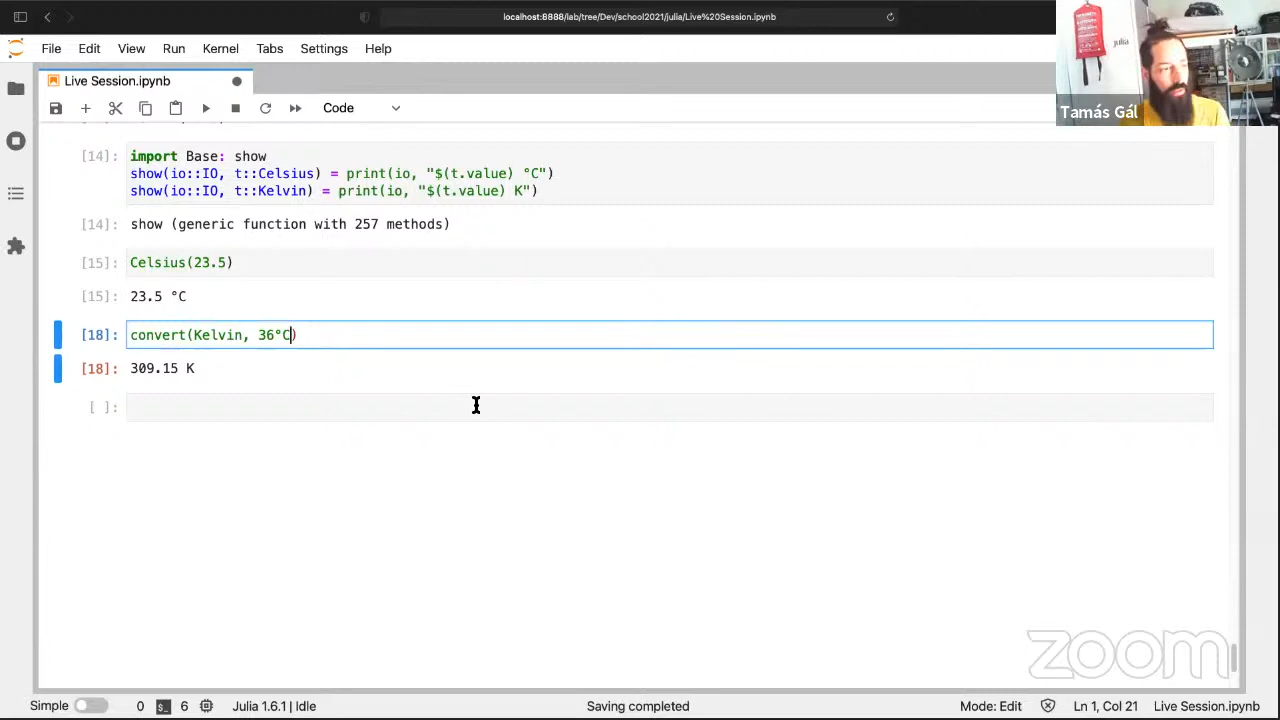 localhost:8888/lab/tree/Dev/school2021/julia/Live%20Session.ipynb
File Edit View Run Kernel Tabs Settings Help
julia
Tamás Gál
Live Session.ipynb
Code
[14]: import Base: show
show(io::IO, t::Celsius) = print(io, "$(t.value) °C")
show(io::IO, t::Kelvin) = print(io, "$(t.value) K")
[14]: show (generic function with 257 methods)
[15]: Celsius(23.5)
[15]: 23.5 °C
[18]: convert(Kelvin, 36°C)
[18]: 309.15 K
[ ]:
zoom
Simple 0 $_ 6 Julia 1.6.1 | Idle Saving completed Mode: Edit Ln 1, Col 21 Live Session.ipynb